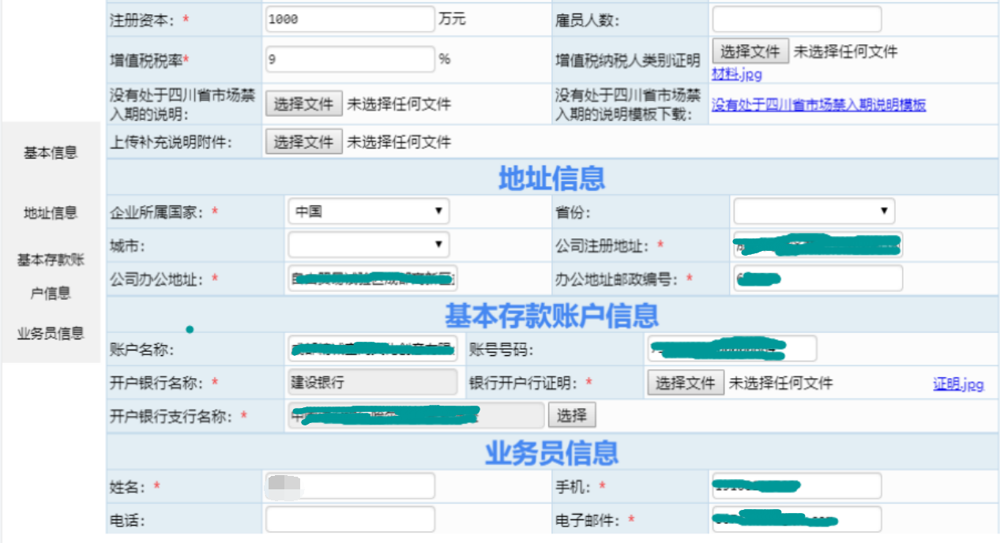 注册资本: * 1000 万元 雇员人数:
增值税税率* 9 % 增值税纳税人类别证明 选择文件 未选择任何文件
材料.jpg
没有处于四川省市场禁 选择文件 未选择任何文件 没有处于四川省市场禁 没有处于四川省市场禁入期说明模板
入期的说明: 入期的说明模板下载:
上传补充说明附件: 选择文件 未选择任何文件
基本信息
地址信息
地址信息
企业所属国家: * 中国 省份:
城市: 公司注册地址: *
基本存款账
户信息
公司办公地址: * 办公地址邮政编号: *
基本存款账户信息
业务员信息
账户名称: 账号号码:
开户银行名称: * 建设银行 银行开户行证明: * 选择文件 未选择任何文件 证明.jpg
开户银行支行名称: * 选择
业务员信息
姓名: * 手机: *
电话: 电子邮件: *